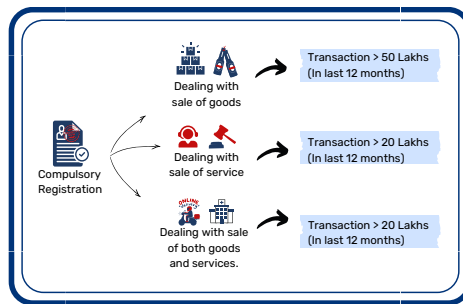 Transaction > 50 Lakhs
(In last 12 months)
Dealing with
sale of goods
Compulsory
Registration
Dealing with
sale of service
Transaction > 20 Lakhs
(In last 12 months)
ONLINE
Dealing with sale
of both goods
and services.
Transaction > 20 Lakhs
(In last 12 months)